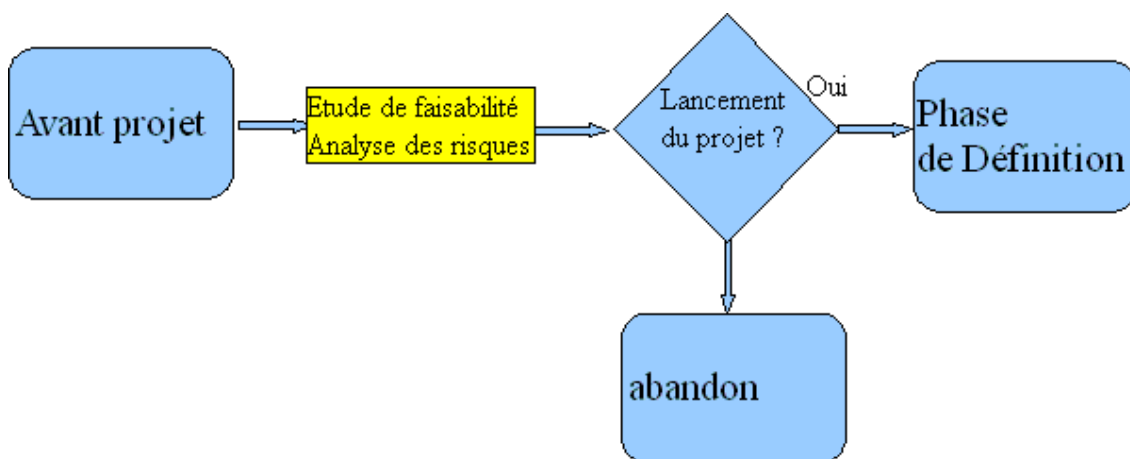 Avant projet
Etude de faisabilité
Analyse des risques
Lancement
du projet ?
Oui
Phase
de Définition
abandon